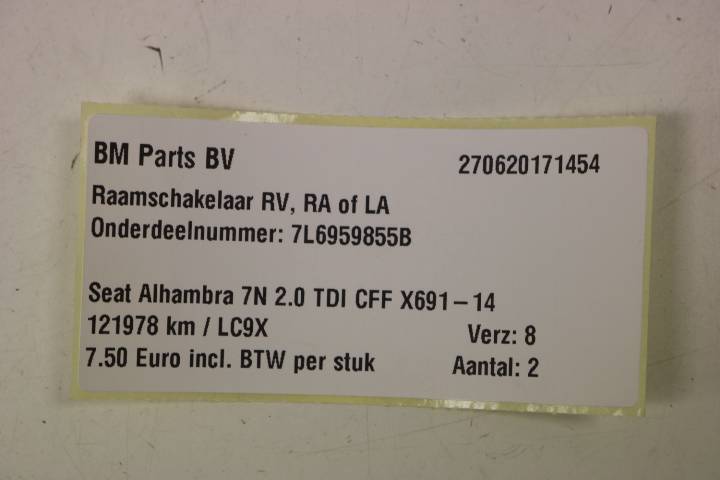 BM Parts BV 270620171454
Raamschakelaar RV, RA of LA
Onderdeelnummer: 7L6959855B
Seat Alhambra 7N 2.0 TDI CFF X691-14
121978 km / LC9X Verz: 8
7.50 Euro incl. BTW per stuk Aantal: 2